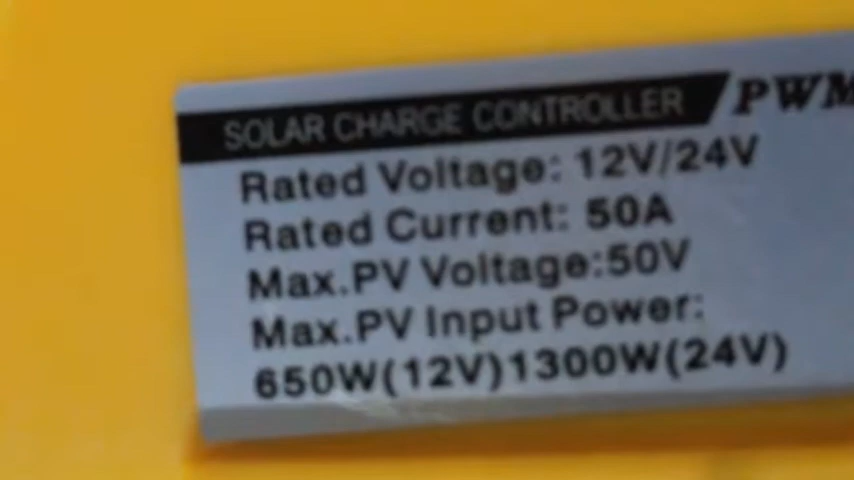 SOLAR CHARGE CONTROLLER PWM
Rated Voltage: 12V/24V
Rated Current: 50A
Max.PV Voltage:50V
Max.PV Input Power:
650W(12V)1300W(24V)